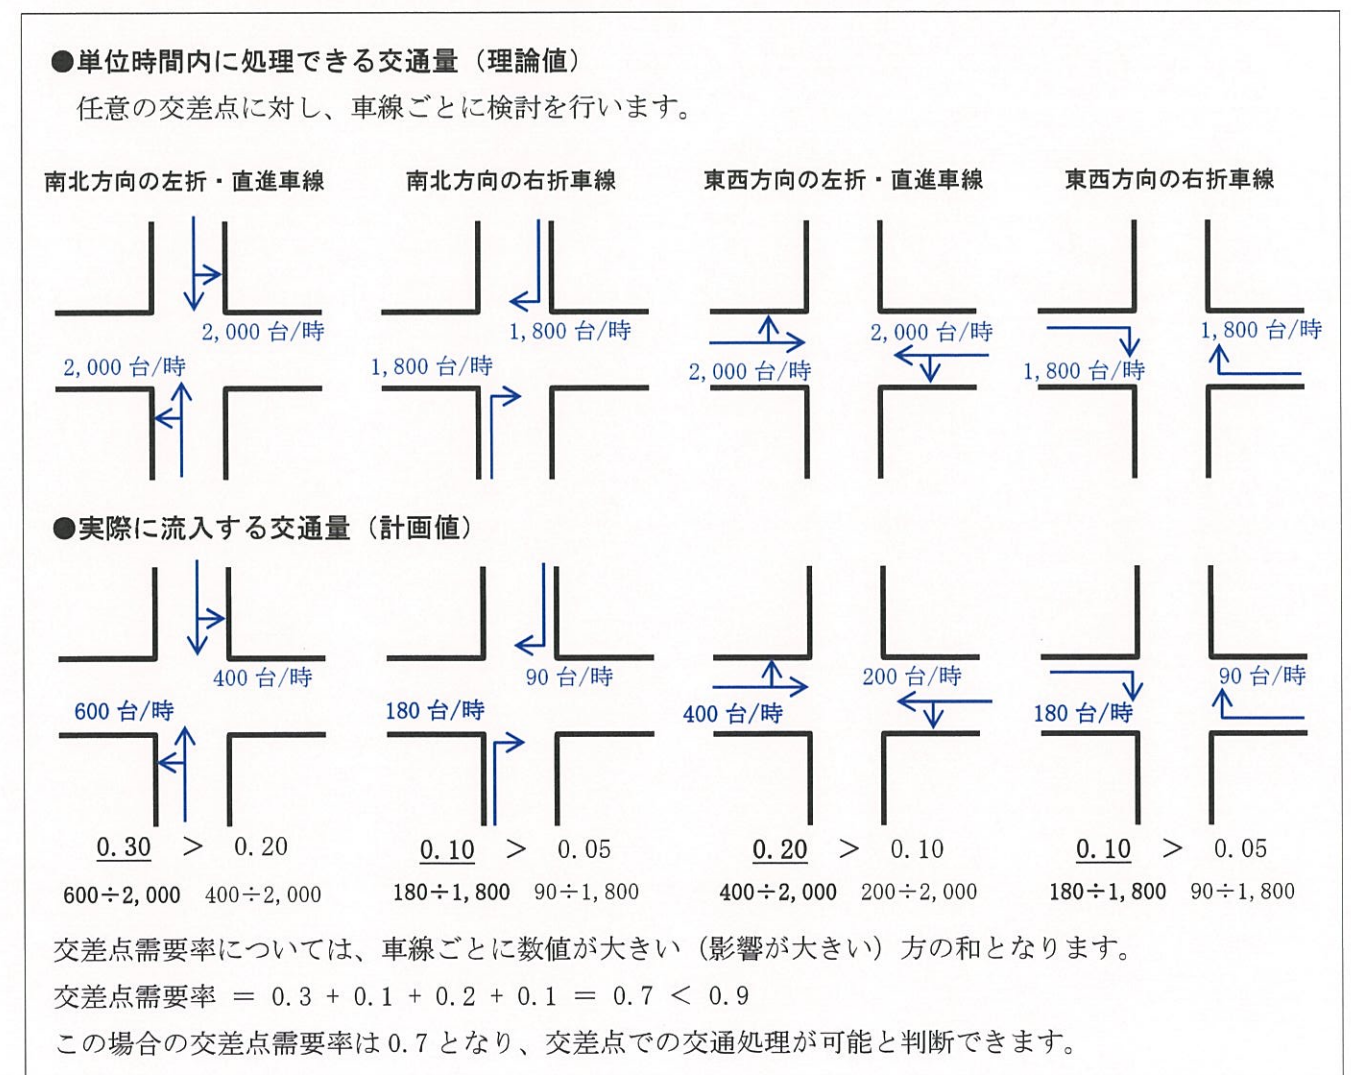 ●単位時間内に処理できる交通量（理論値）
任意の交差点に対し、車線ごとに検討を行います。
南北方向の左折・直進車線
南北方向の右折車線
東西方向の左折・直進車線
東西方向の右折車線
2,000 台/時
2,000 台/時
1,800 台/時
1,800 台/時
2,000 台/時
2,000 台/時
1,800 台/時
1,800 台/時
●実際に流入する交通量（計画値）
400 台/時
600 台/時
90 台/時
180 台/時
200 台/時
400 台/時
90 台/時
180 台/時
0.30 > 0.20
0.10 > 0.05
0.20 > 0.10
0.10 > 0.05
600÷2,000 400÷2,000
180÷1,800 90÷1,800
400÷2,000 200÷2,000
180÷1,800 90÷1,800
交差点需要率については、車線ごとに数値が大きい（影響が大きい）方の和となります。
交差点需要率 ＝ 0.3 + 0.1 + 0.2 + 0.1 = 0.7 < 0.9
この場合の交差点需要率は 0.7 となり、交差点での交通処理が可能と判断できます。